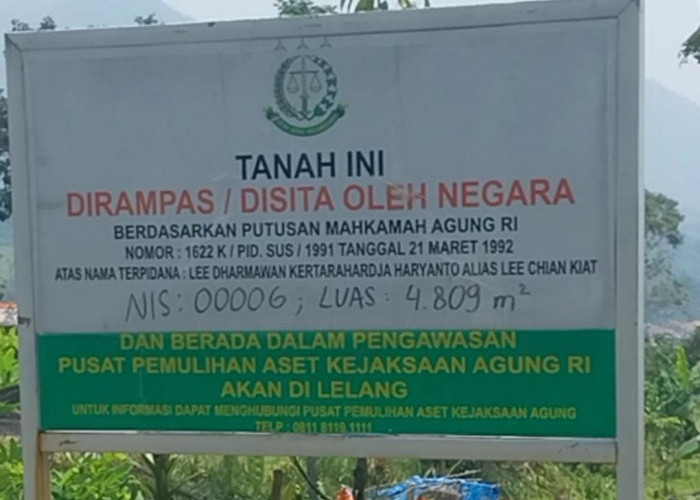 TANAH INI
DIRAMPAS / DISITA OLEH NEGARA
BERDASARKAN PUTUSAN MAHKAMAH AGUNG RI
NOMOR : 1622 K / PID. SUS / 1991 TANGGAL 21 MARET 1992
ATAS NAMA TERPIDANA : LEE DHARMAWAN KERTARAHARDJA HARYANTO ALIAS LEE CHIAN KIAT
NIS : 00006 ; LUAS : 4.809 m²
DAN BERADA DALAM PENGAWASAN
PUSAT PEMULIHAN ASET KEJAKSAAN AGUNG RI
AKAN DI LELANG
UNTUK INFORMASI DAPAT MENGHUBUNGI PUSAT PEMULIHAN ASET KEJAKSAAN AGUNG
TELP : 0811 8119 1111